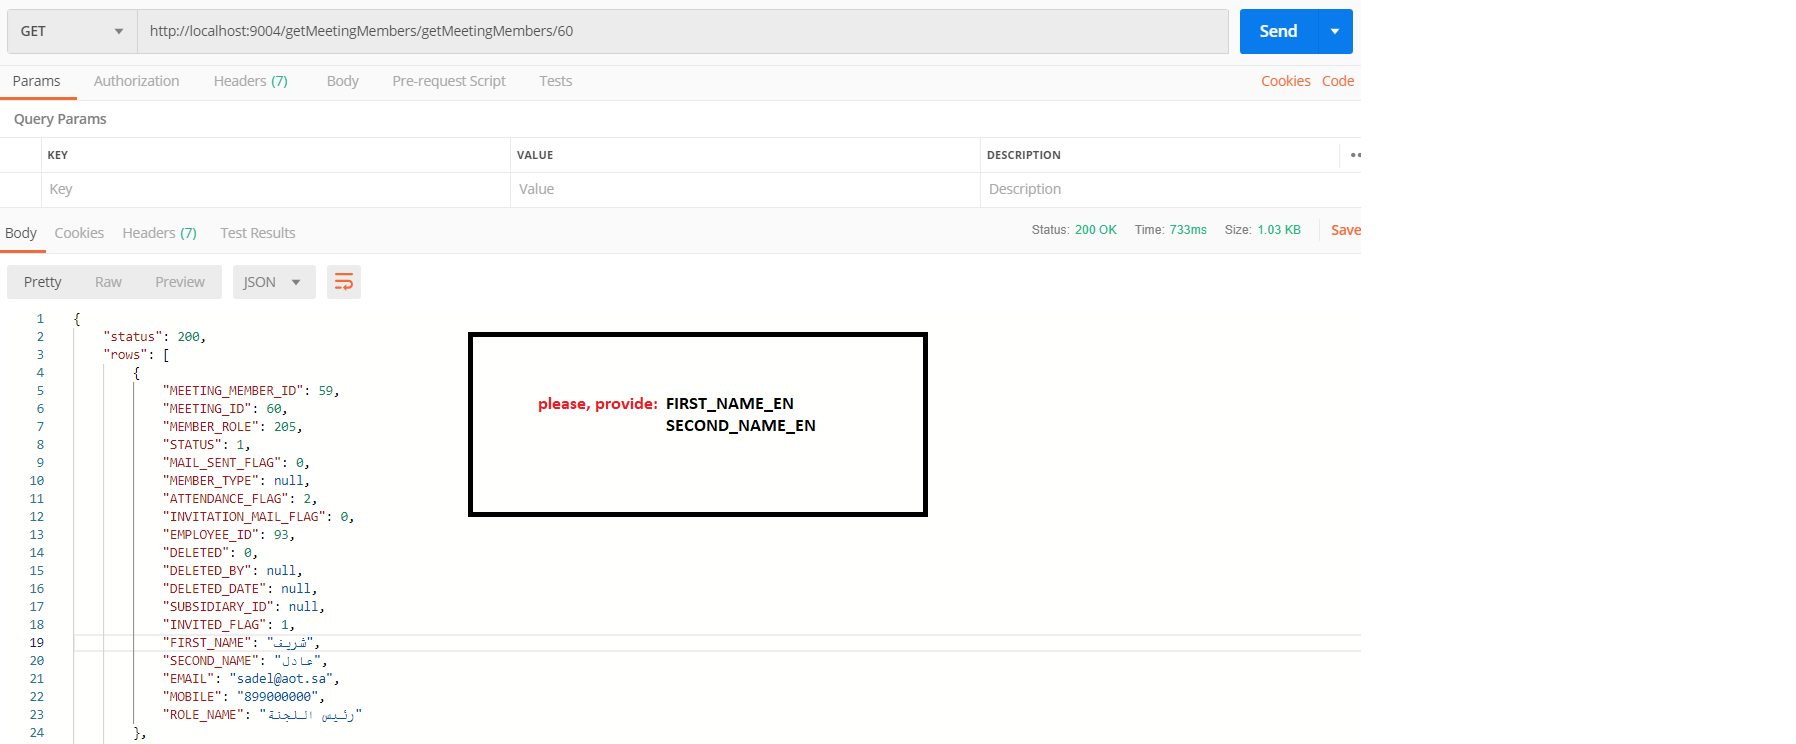 GET http://localhost:9004/getMeetingMembers/getMeetingMembers/60 Send
Params Authorization Headers (7) Body Pre-request Script Tests Cookies Code
Query Params
KEY VALUE DESCRIPTION
Key Value Description
Body Cookies Headers (7) Test Results Status: 200 OK Time: 733ms Size: 1.03 KB Save
Pretty Raw Preview JSON
1 {
2 "status": 200,
3 "rows": [
4 {
5 "MEETING_MEMBER_ID": 59,
6 "MEETING_ID": 60,
7 "MEMBER_ROLE": 205,
8 "STATUS": 1,
9 "MAIL_SENT_FLAG": 0,
10 "MEMBER_TYPE": null,
11 "ATTENDANCE_FLAG": 2,
12 "INVITATION_MAIL_FLAG": 0,
13 "EMPLOYEE_ID": 93,
14 "DELETED": 0,
15 "DELETED_BY": null,
16 "DELETED_DATE": null,
17 "SUBSIDIARY_ID": null,
18 "INVITED_FLAG": 1,
19 "FIRST_NAME": "شريف",
20 "SECOND_NAME": "عادل",
21 "EMAIL": "sadel@aot.sa",
22 "MOBILE": "899000000",
23 "ROLE_NAME": "رئيس اللجنة"
24 },
please, provide: FIRST_NAME_EN
SECOND_NAME_EN